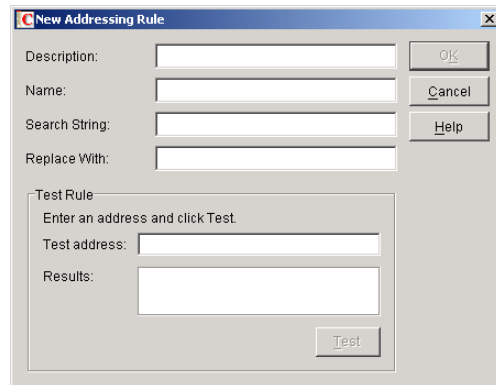 New Addressing Rule
Description:
OK
Name:
Cancel
Search String:
Help
Replace With:
Test Rule
Enter an address and click Test.
Test address:
Results:
Test